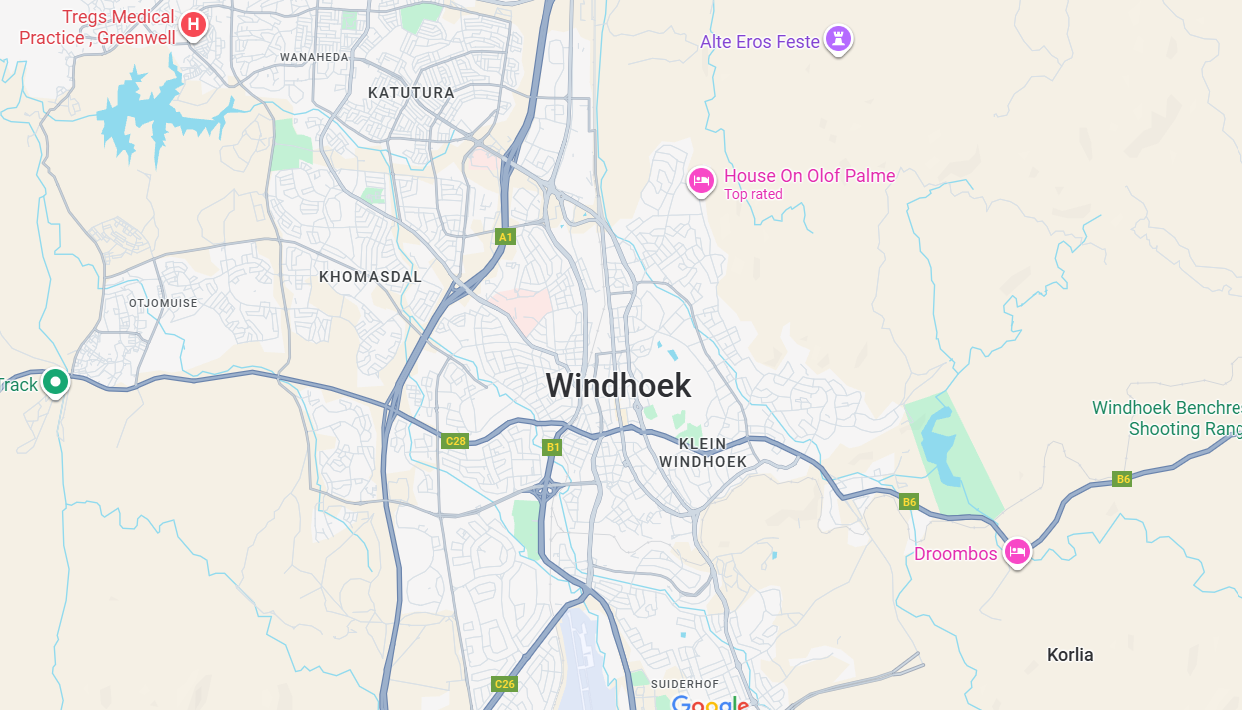 Tregs Medical
Practice , Greenwell
H
WANAHEDA
KATUTURA
Alte Eros Feste
House On Olof Palme
Top rated
A1
KHOMASDAL
OTJOMUISE
Track
Windhoek
Windhoek Benchres
Shooting Rang
C28
B1
KLEIN
WINDHOEK
B6
B6
Droombos
Korlia
C26
SUIDERHOF
Google